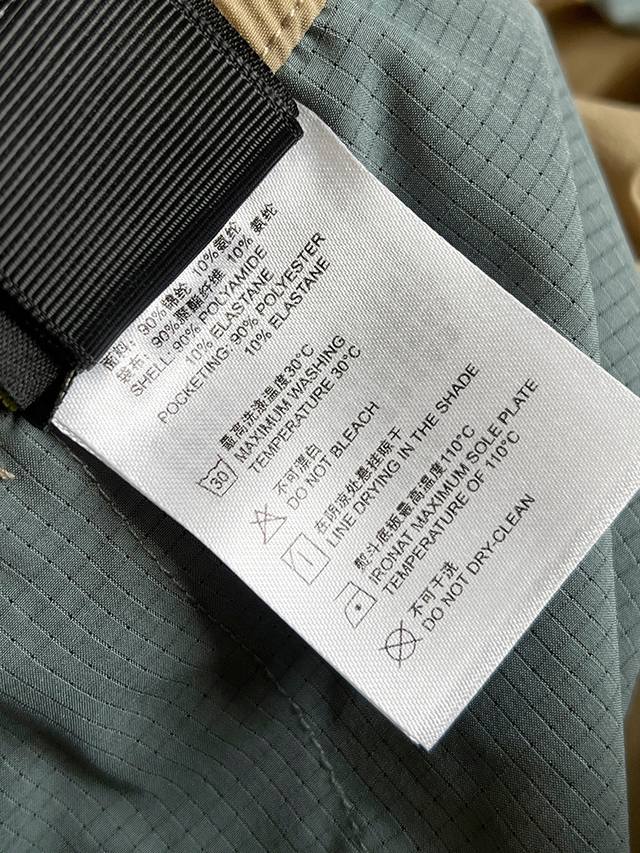 面料: 90%锦纶 10%氨纶
袋布: 90%聚酯纤维 10% 氨纶
SHELL: 90% POLYAMIDE
10% ELASTANE
POCKETING: 90% POLYESTER
10% ELASTANE
最高洗涤温度30°C
MAXIMUM WASHING
TEMPERATURE 30°C
30
不可漂白
DO NOT BLEACH
在阴凉处悬挂晾干
LINE DRYING IN THE SHADE
熨斗底板最高温度110°C
IRONAT MAXIMUM SOLE PLATE
TEMPERATURE OF 110°C
不可干洗
DO NOT DRY-CLEAN